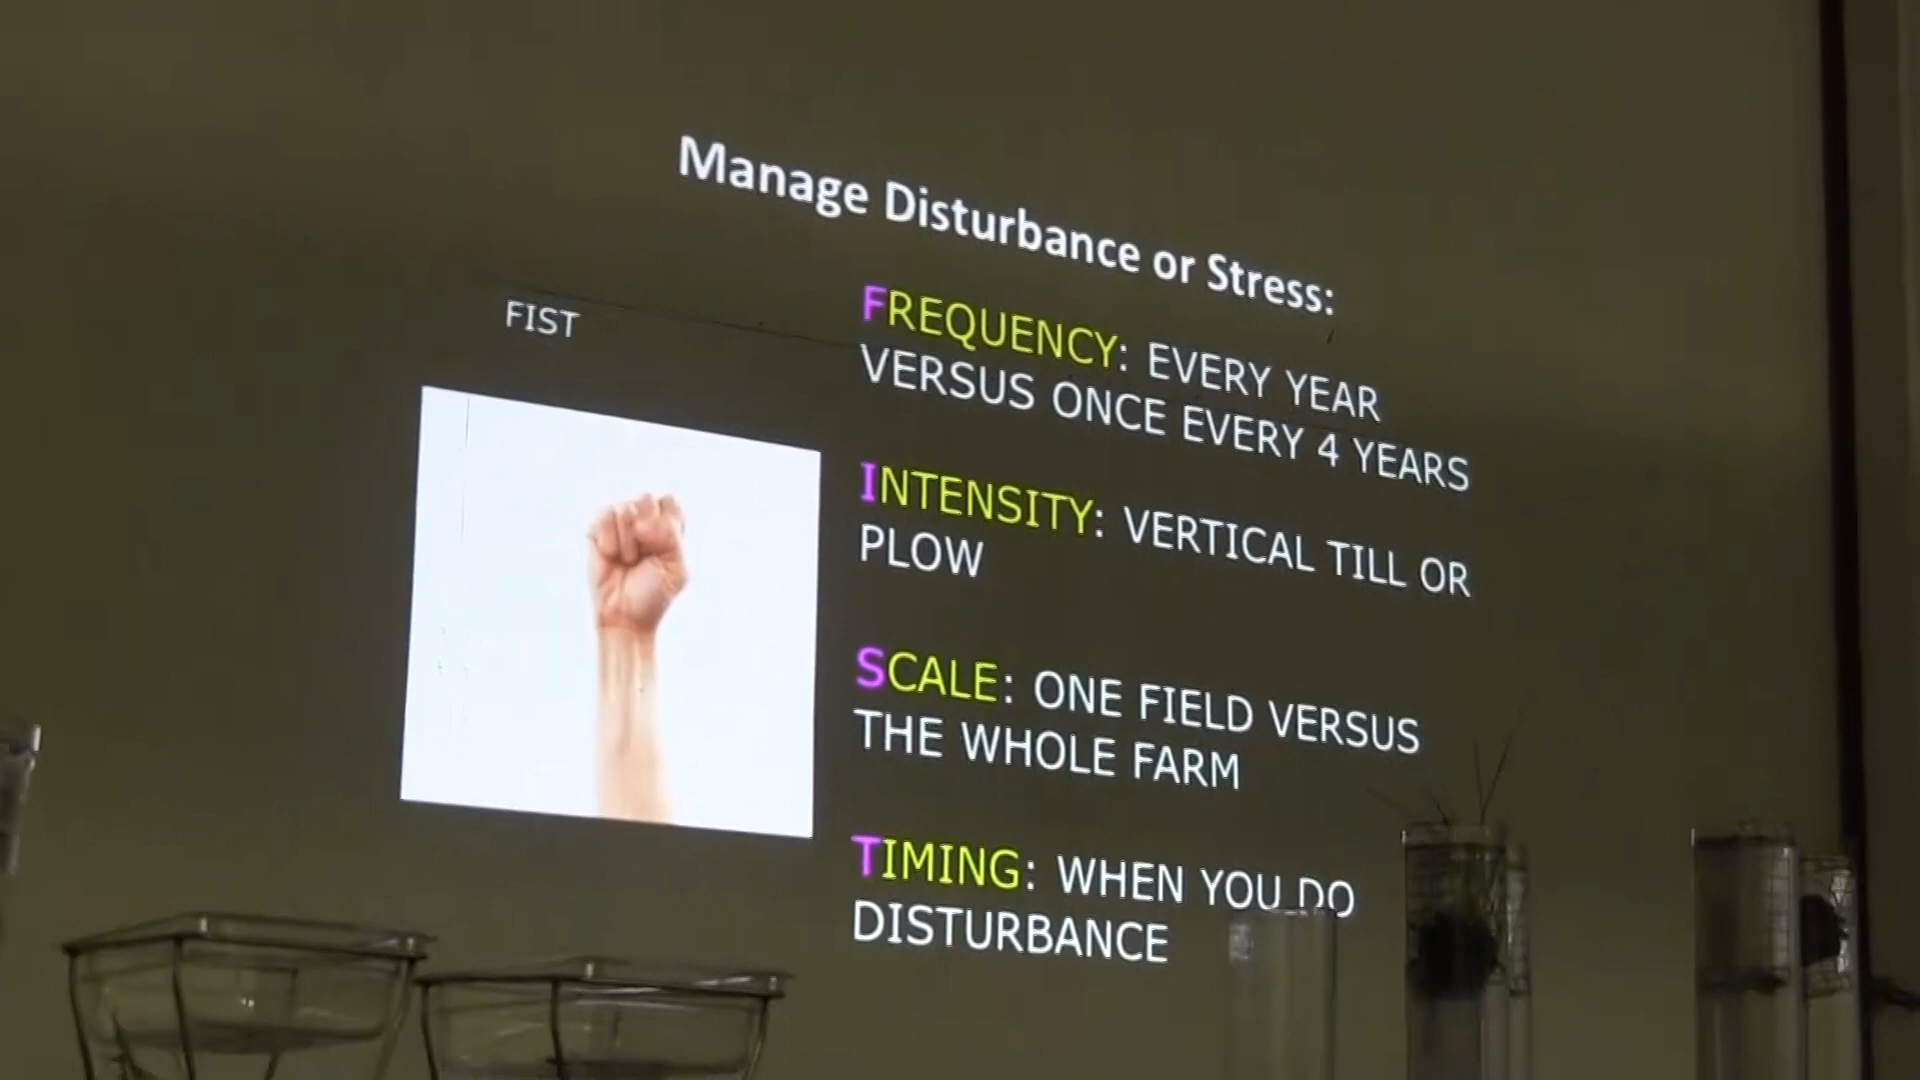 Manage Disturbance or Stress:
FIST
FREQUENCY: EVERY YEAR
VERSUS ONCE EVERY 4 YEARS
INTENSITY: VERTICAL TILL OR
PLOW
SCALE: ONE FIELD VERSUS
THE WHOLE FARM
TIMING: WHEN YOU DO
DISTURBANCE